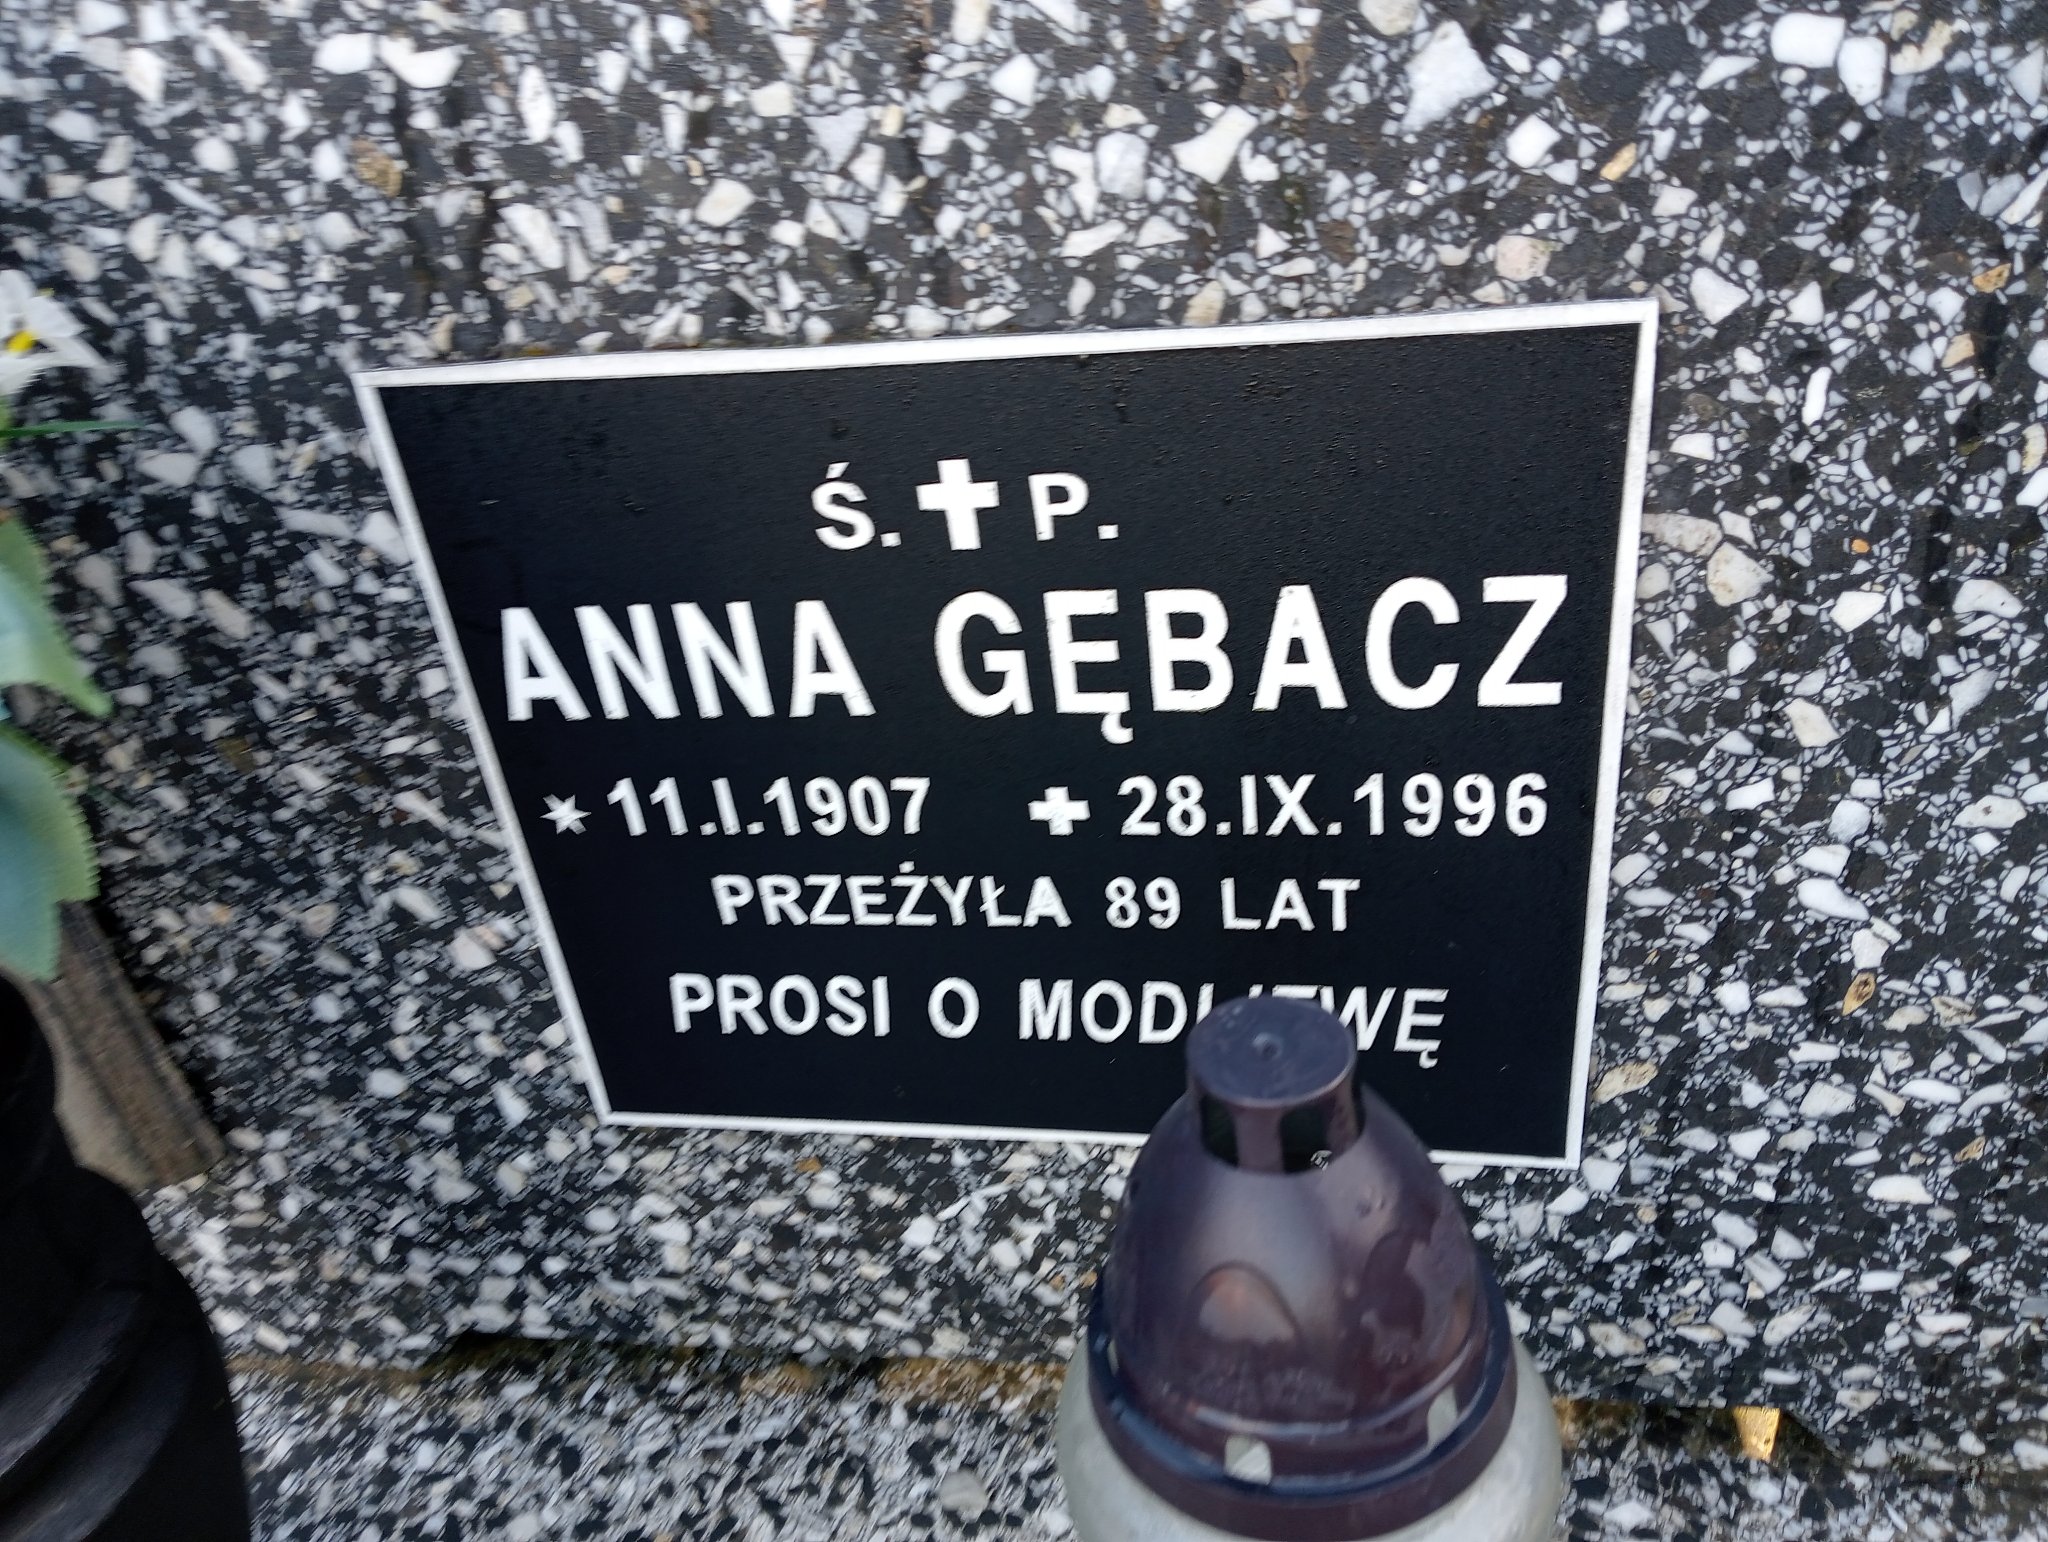 Ś.✝P.
ANNA GĘBACZ
* 11.I.1907 ✝ 28.IX.1996
PRZEŻYŁA 89 LAT
PROSI O MODLITWĘ